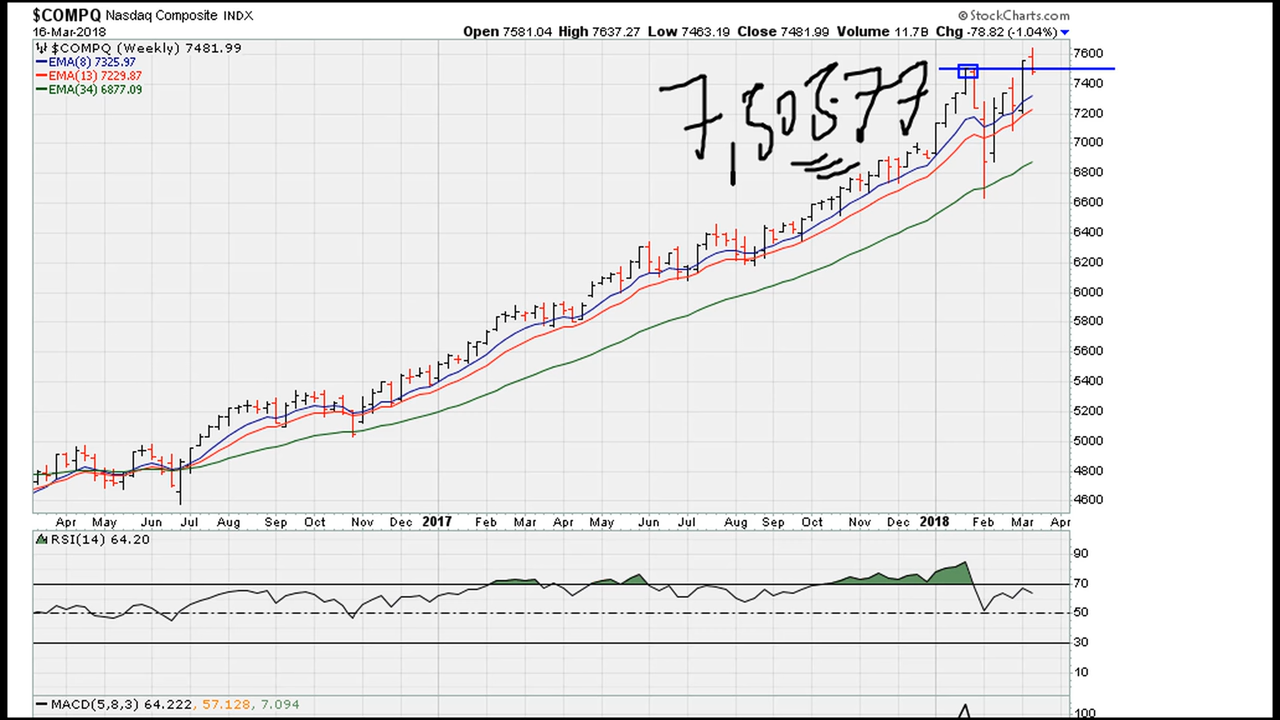 $COMPQ Nasdaq Composite INDX
© StockCharts.com
16-Mar-2018
Open 7581.04 High 7637.27 Low 7463.19 Close 7481.99 Volume 11.7B Chg -78.82 (-1.04%)
$COMPQ (Weekly) 7481.99
EMA(8) 7325.97
EMA(13) 7229.87
EMA(34) 6877.09
7,505.77
7600
7400
7200
7000
6800
6600
6400
6200
6000
5800
5600
5400
5200
5000
4800
4600
Apr May Jun Jul Aug Sep Oct Nov Dec 2017 Feb Mar Apr May Jun Jul Aug Sep Oct Nov Dec 2018 Feb Mar Apr
RSI(14) 64.20
90
70
50
30
10
MACD(5,8,3) 64.222, 57.128, 7.094
100